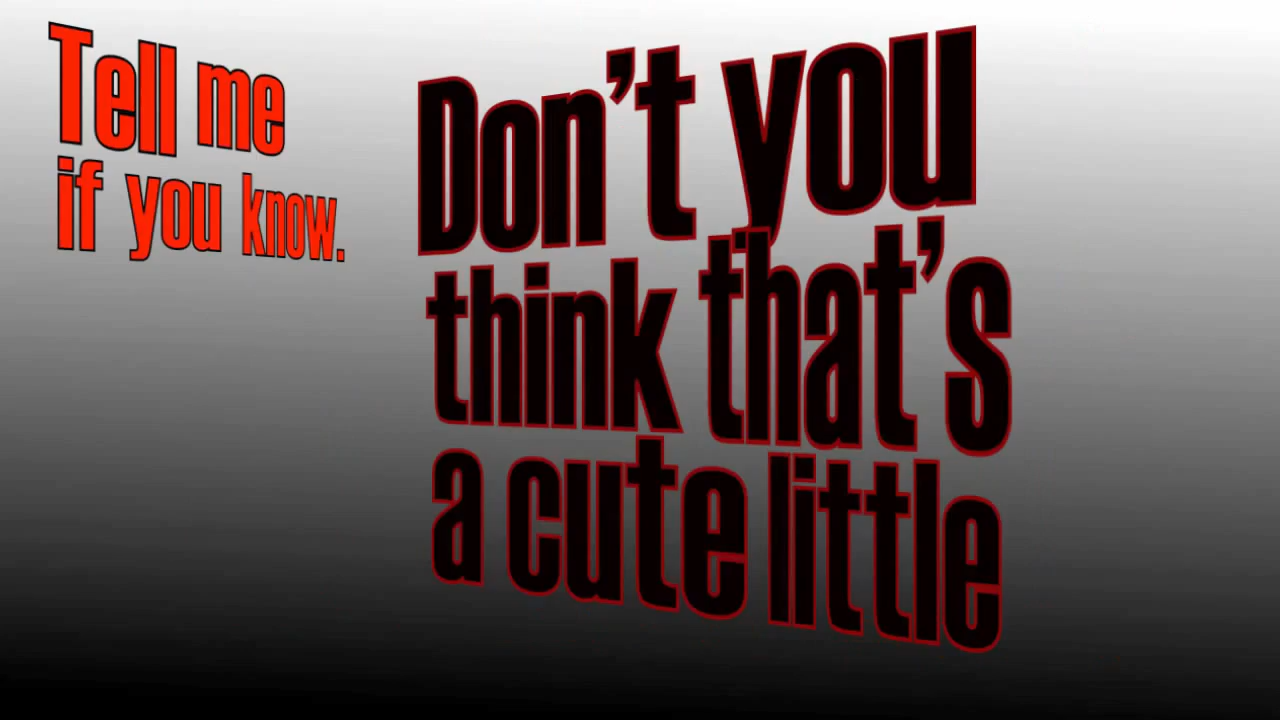 Tell me
if you know.
Don't you
think that's
a cute little